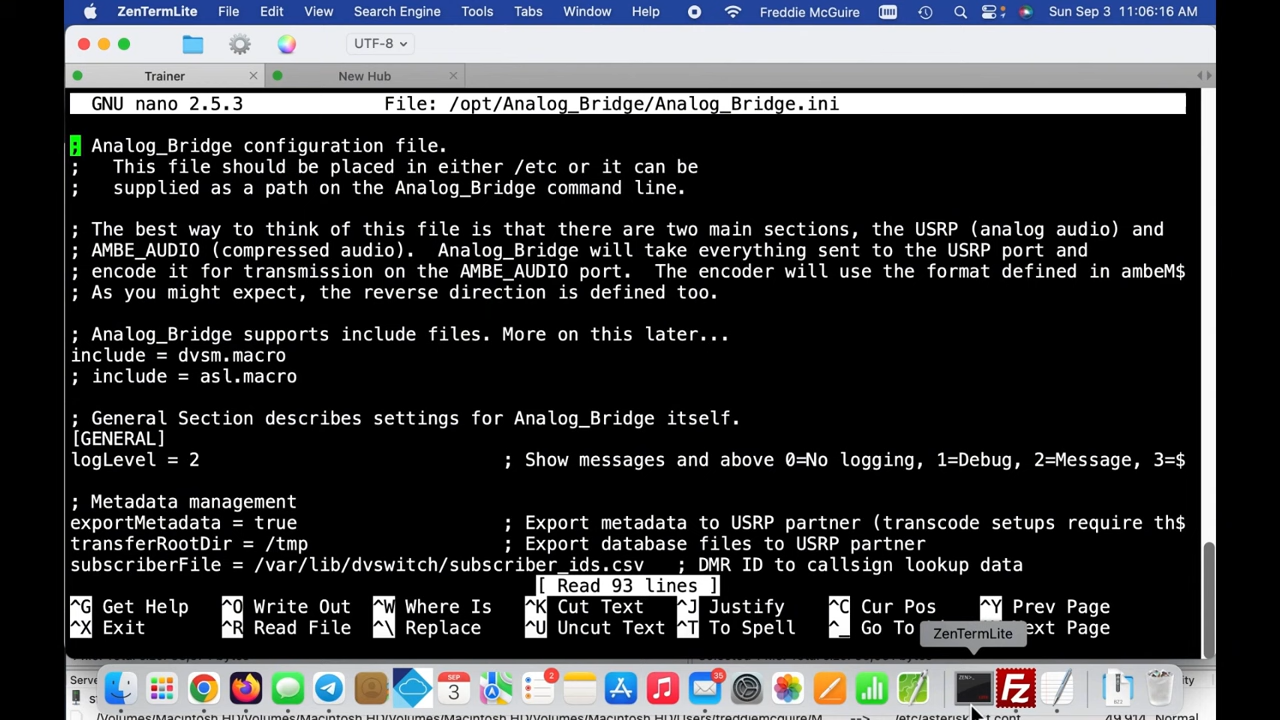 ZenTermLite File Edit View Search Engine Tools Tabs Window Help Freddie McGuire Sun Sep 3 11:06:16 AM
UTF-8
Trainer New Hub
GNU nano 2.5.3 File: /opt/Analog_Bridge/Analog_Bridge.ini
; Analog_Bridge configuration file.
; This file should be placed in either /etc or it can be
; supplied as a path on the Analog_Bridge command line.
; The best way to think of this file is that there are two main sections, the USRP (analog audio) and
; AMBE_AUDIO (compressed audio). Analog_Bridge will take everything sent to the USRP port and
; encode it for transmission on the AMBE_AUDIO port. The encoder will use the format defined in ambeM$
; As you might expect, the reverse direction is defined too.
; Analog_Bridge supports include files. More on this later...
include = dvsm.macro
; include = asl.macro
; General Section describes settings for Analog_Bridge itself.
[GENERAL]
logLevel = 2 ; Show messages and above 0=No logging, 1=Debug, 2=Message, 3=$
; Metadata management
exportMetadata = true ; Export metadata to USRP partner (transcode setups require th$
transferRootDir = /tmp ; Export database files to USRP partner
subscriberFile = /var/lib/dvswitch/subscriber_ids.csv ; DMR ID to callsign lookup data
[ Read 93 lines ]
^G Get Help ^O Write Out ^W Where Is ^K Cut Text ^J Justify ^C Cur Pos ^Y Prev Page
^X Exit ^R Read File ^\ Replace ^U Uncut Text ^T To Spell ^_ Go To ext Page
ZenTermLite
Serve
SEP
3
2
35
ZEN>_
Fz